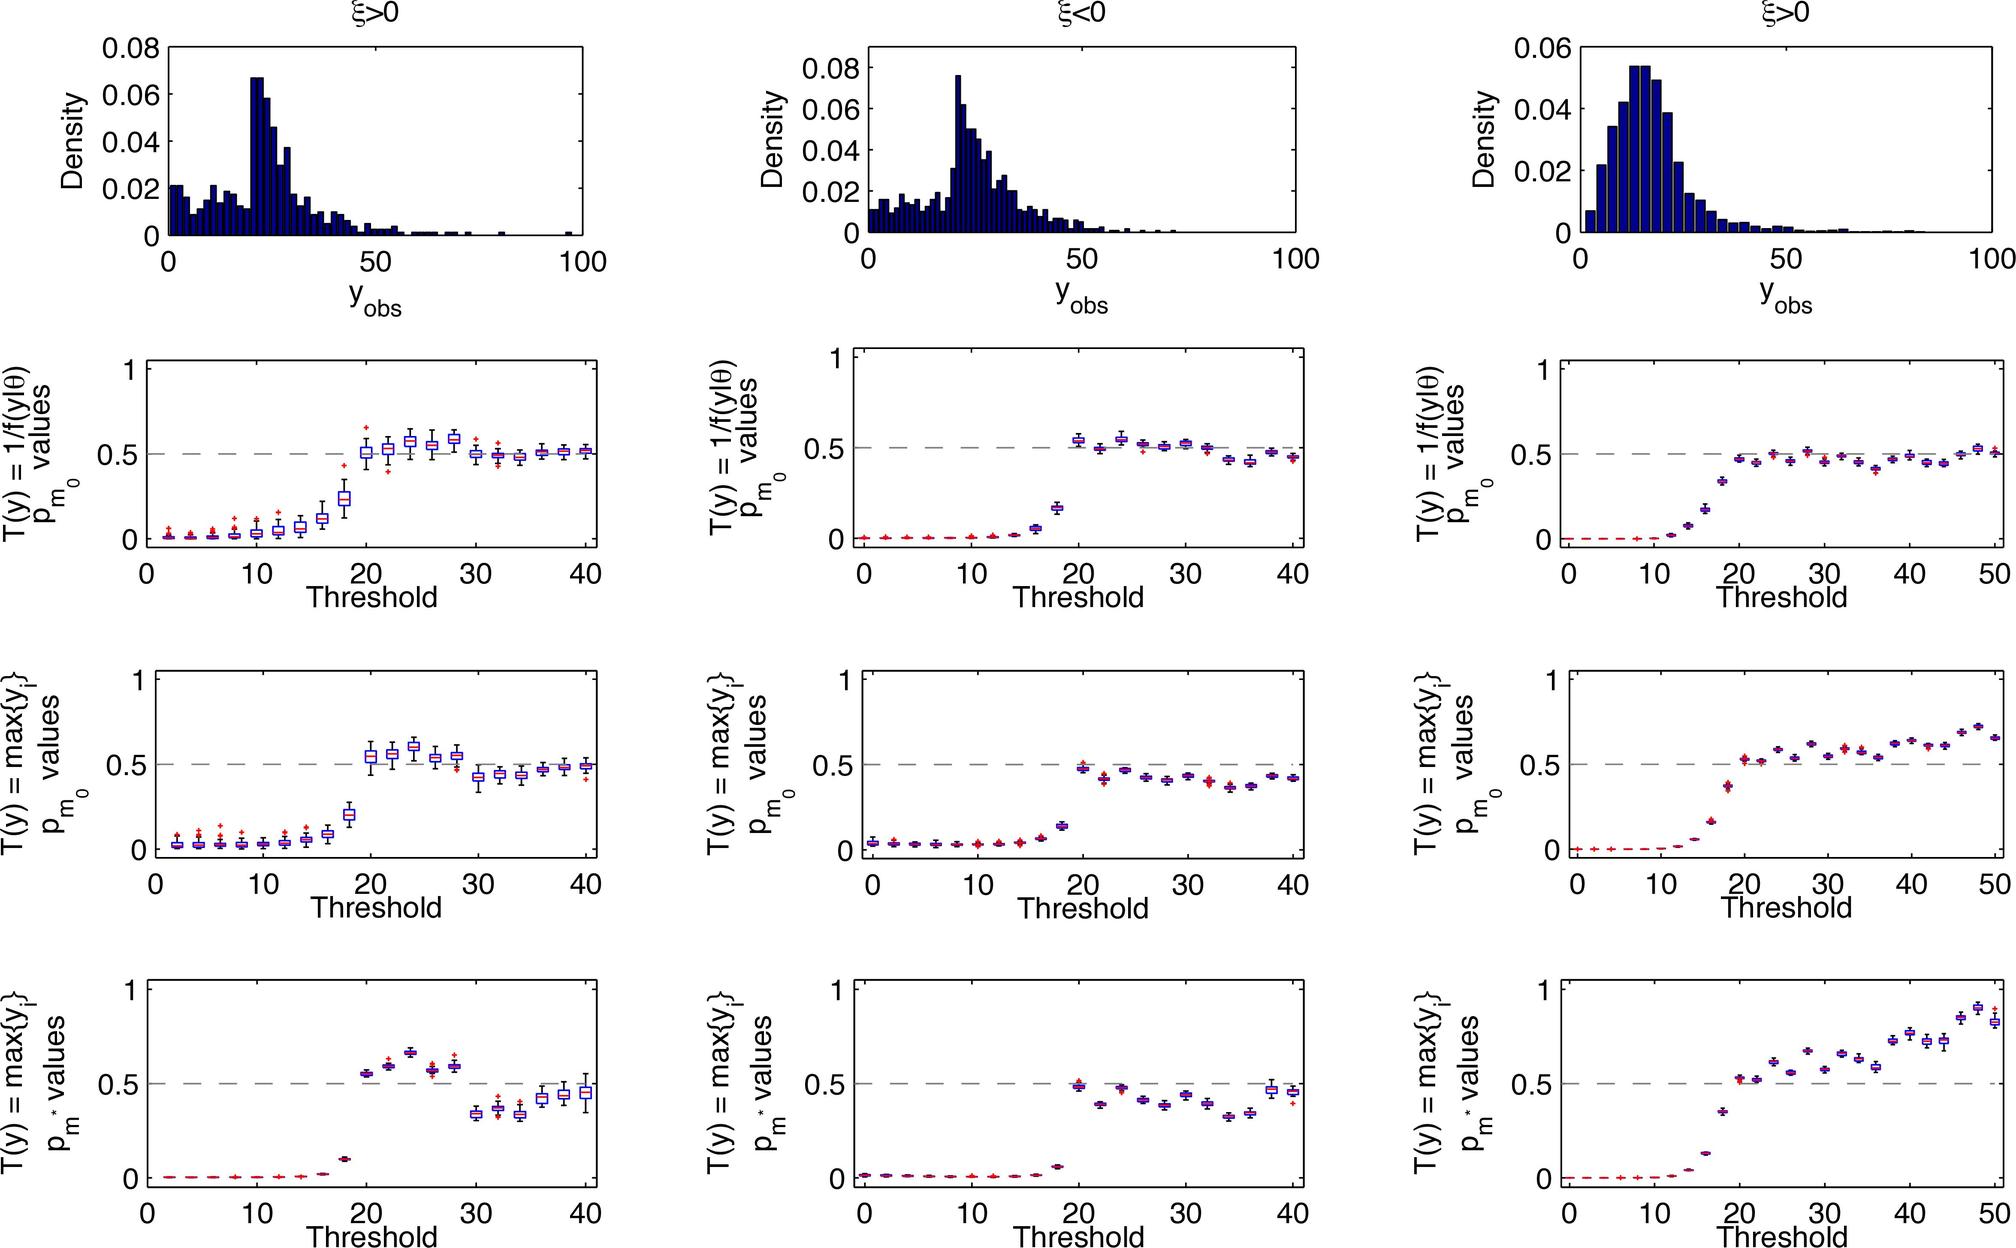 ξ>0
0.08
0.06
0.04
0.02
0
Density
0 50 100
y_obs
ξ<0
0.08
0.06
0.04
0.02
0
Density
0 50 100
y_obs
ξ>0
0.06
0.04
0.02
0
Density
0 50 100
y_obs
T(y) = 1/f(y|θ)
p_m_0 values
1
0.5
0
0 10 20 30 40
Threshold
T(y) = 1/f(y|θ)
p_m_0 values
1
0.5
0
0 10 20 30 40
Threshold
T(y) = 1/f(y|θ)
p_m_0 values
1
0.5
0
0 10 20 30 40 50
Threshold
T(y) = max{y_i}
p_m_0 values
1
0.5
0
0 10 20 30 40
Threshold
T(y) = max{y_i}
p_m_0 values
1
0.5
0
0 10 20 30 40
Threshold
T(y) = max{y_i}
p_m_0 values
1
0.5
0
0 10 20 30 40 50
Threshold
T(y) = max{y_i}
p_m* values
1
0.5
0
0 10 20 30 40
Threshold
T(y) = max{y_i}
p_m* values
1
0.5
0
0 10 20 30 40
Threshold
T(y) = max{y_i}
p_m* values
1
0.5
0
0 10 20 30 40 50
Threshold